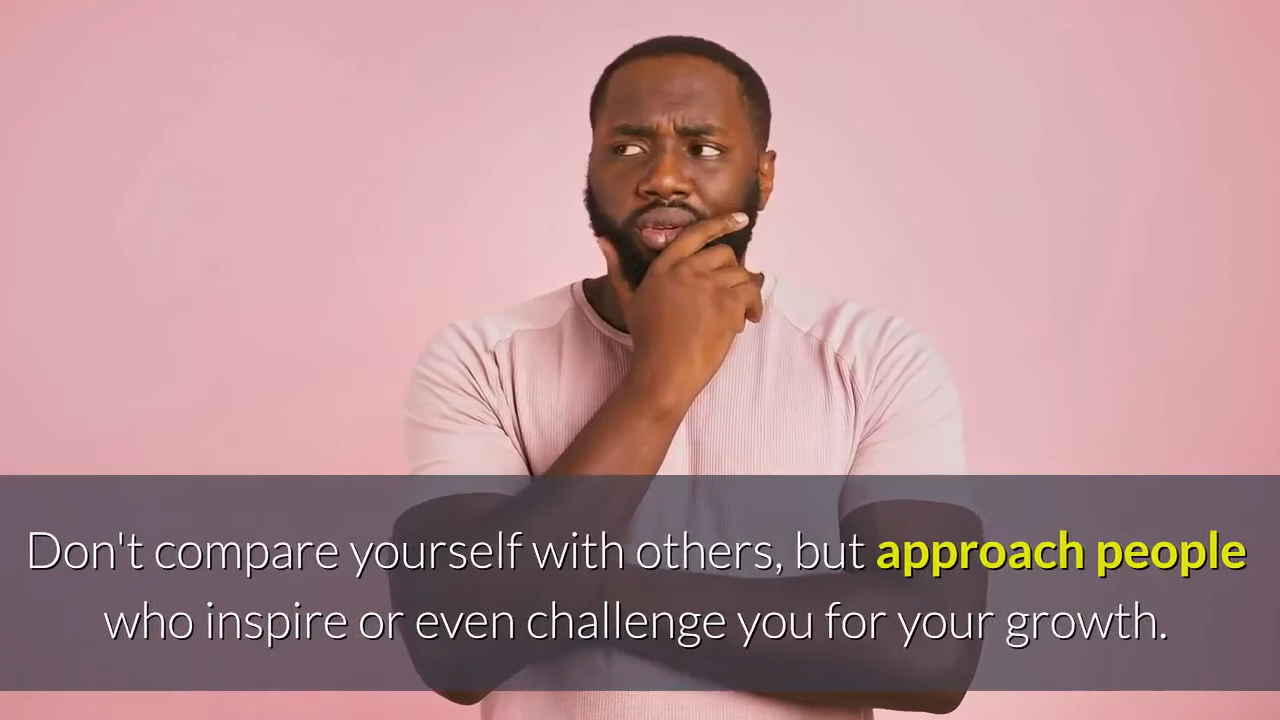 Don't compare yourself with others, but approach people
who inspire or even challenge you for your growth.